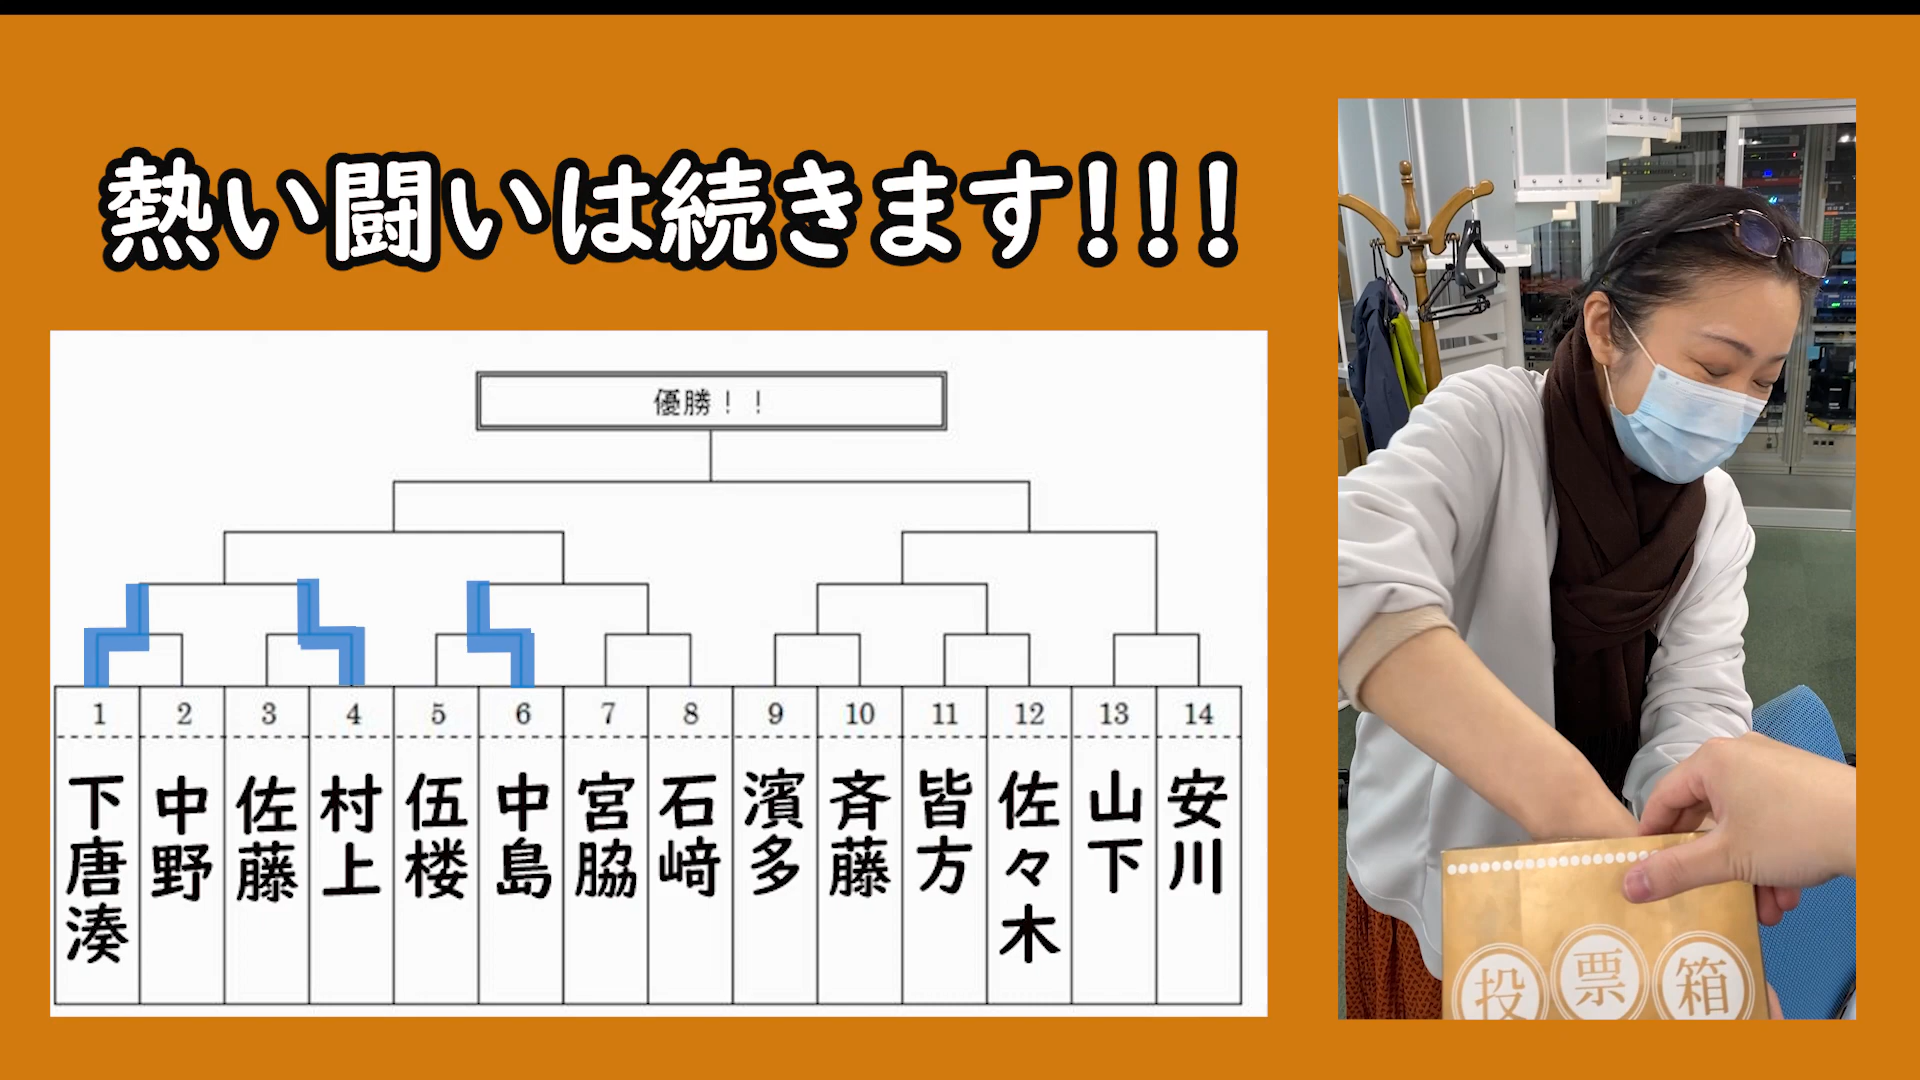 熱い闘いは続きます!!!
優勝!!
1 2 3 4 5 6 7 8 9 10 11 12 13 14
下唐湊
中野
佐藤
村上
伍楼
中島
宮脇
石﨑
濱多
斉藤
皆方
佐々木
山下
安川
投票箱